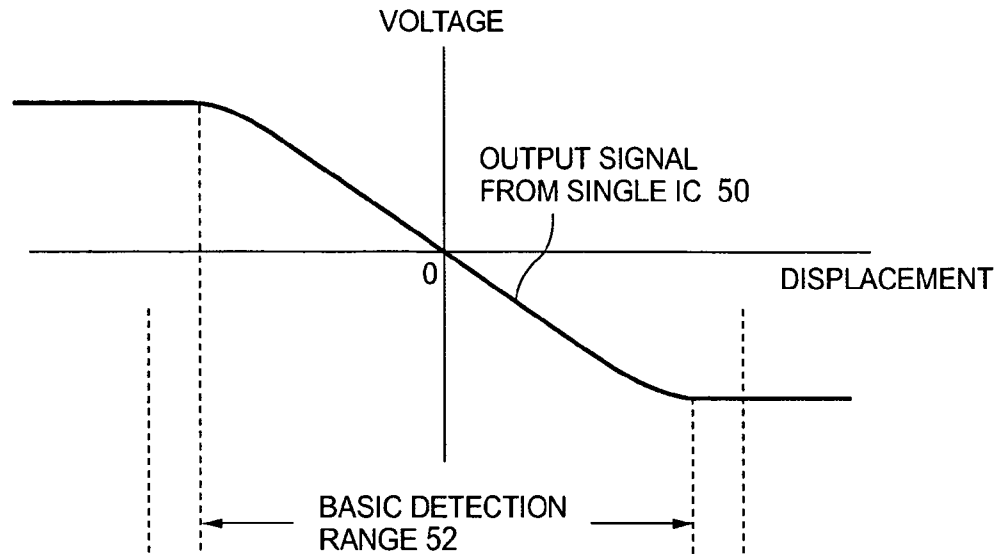 VOLTAGE
OUTPUT SIGNAL
FROM SINGLE IC 50
0
DISPLACEMENT
BASIC DETECTION
RANGE 52